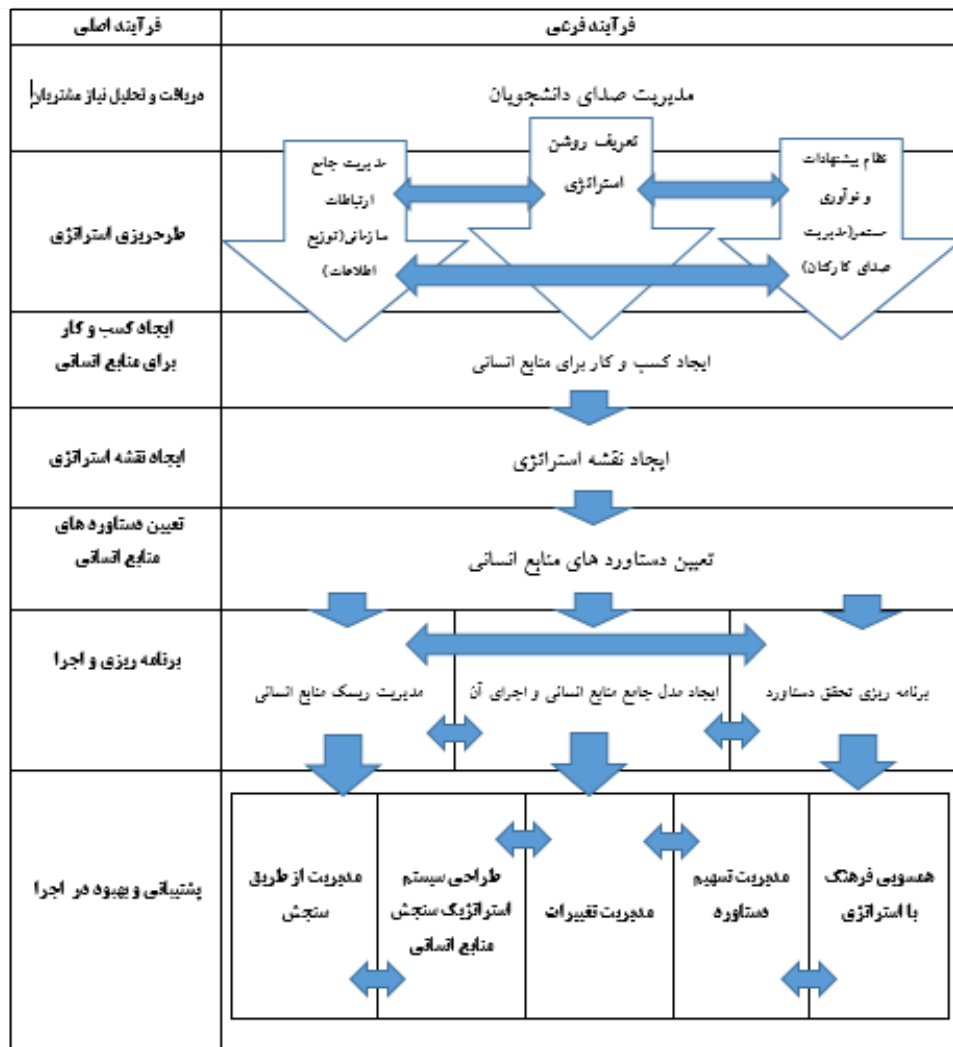 فرآیند اصلی
فرآیند فرعی
دریافت و تحلیل نیاز مشتریان
مدیریت صدای دانشجویان
طرحریزی استراتژی
نظام پیشنهادات
و نوآوری
مستمر(مدیریت
صدای کارکنان)
تعریف روشن
استراتژی
مدیریت جامع
ارتباطات
سازمانی(توزیع
اطلاعات)
ایجاد کسب و کار
برای منابع انسانی
ایجاد کسب و کار برای منابع انسانی
ایجاد نقشه استراتژی
ایجاد نقشه استراتژی
تعیین دستاورد های
منابع انسانی
تعیین دستاورد های منابع انسانی
برنامه ریزی و اجرا
برنامه ریزی تحقق دستاورد
ایجاد مدل جامع منابع انسانی و اجرای آن
مدیریت ریسک منابع انسانی
پشتیبانی و بهبود در اجرا
همسویی فرهنگ
با استراتژی
مدیریت تسهیم
دستاورد
مدیریت تغییرات
طراحی سیستم
استراتژیک سنجش
منابع انسانی
مدیریت از طریق
سنجش